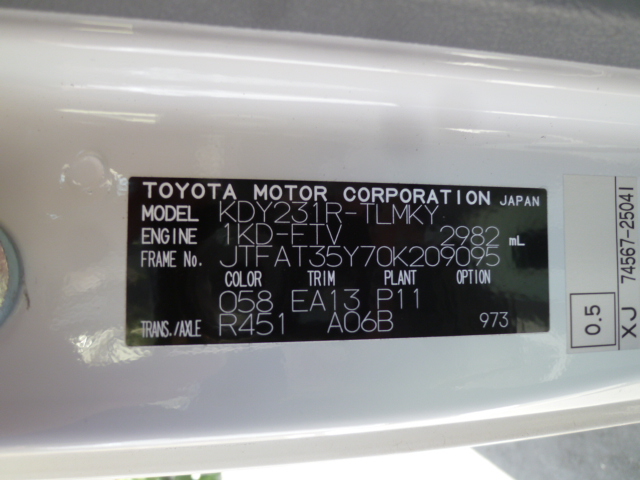 TOYOTA MOTOR CORPORATION JAPAN
MODEL KDY231R-TLMKY
ENGINE 1KD-FTV 2982 mL
FRAME No. JTFAT35Y70K209095
COLOR TRIM PLANT OPTION
058 EA13 P11
TRANS./AXLE R451 A06B 973
0.5
XJ 74567-25041